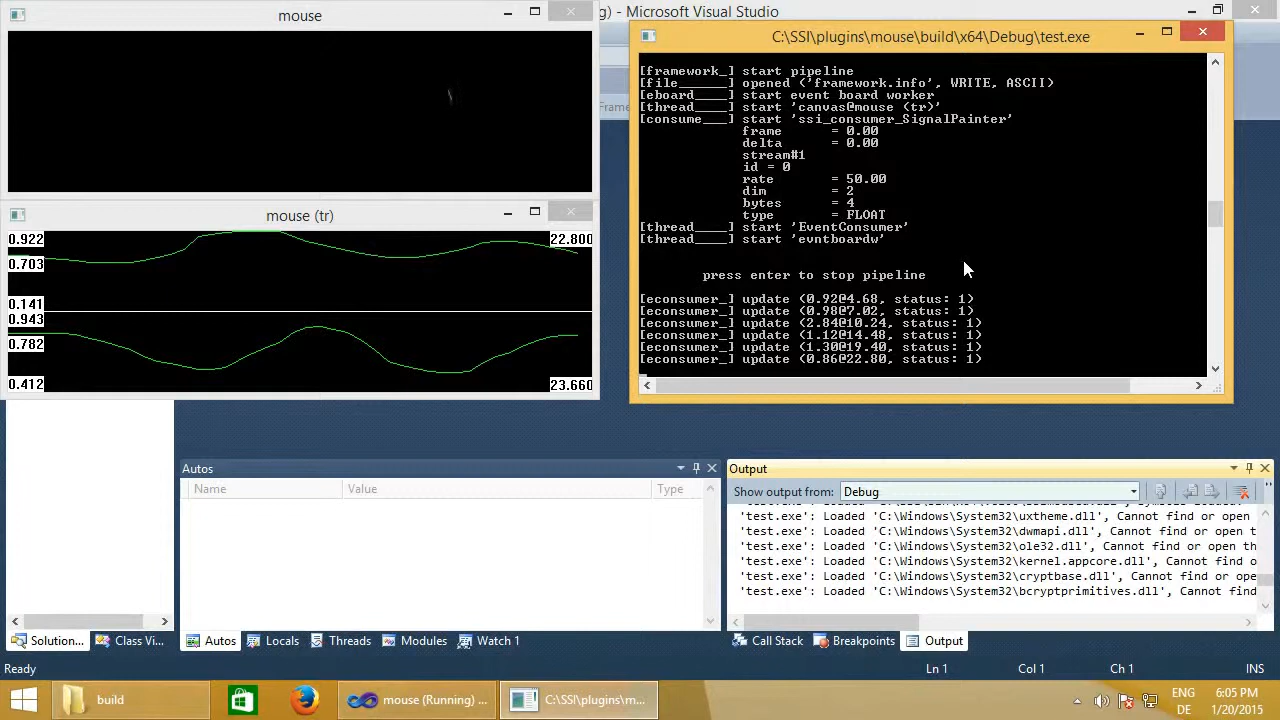 mouse
g) - Microsoft Visual Studio
C:\SSI\plugins\mouse\build\x64\Debug\test.exe
Frame
[framework_] start pipeline
[file______] opened ('framework.info', WRITE, ASCII)
[eboard____] start event board worker
[thread____] start 'canvas@mouse (tr)'
[consume___] start 'ssi_consumer_SignalPainter'
frame = 0.00
delta = 0.00
stream#1
id = 0
rate = 50.00
dim = 2
bytes = 4
type = FLOAT
[thread____] start 'EventConsumer'
[thread____] start 'evntboardw'
press enter to stop pipeline
[econsumer_] update (0.92@4.68, status: 1)
[econsumer_] update (0.98@7.02, status: 1)
[econsumer_] update (2.84@10.24, status: 1)
[econsumer_] update (1.12@14.48, status: 1)
[econsumer_] update (1.30@19.40, status: 1)
[econsumer_] update (0.86@22.80, status: 1)
mouse (tr)
0.922
22.800
0.703
0.141
0.943
0.782
0.412
23.660
Autos
Name Value Type
Output
Show output from: Debug
'test.exe': Loaded 'C:\Windows\System32\uxtheme.dll', Cannot find or open
'test.exe': Loaded 'C:\Windows\System32\dwmapi.dll', Cannot find or open t
'test.exe': Loaded 'C:\Windows\System32\ole32.dll', Cannot find or open th
'test.exe': Loaded 'C:\Windows\System32\kernel.appcore.dll', Cannot find o
'test.exe': Loaded 'C:\Windows\System32\cryptbase.dll', Cannot find or ope
'test.exe': Loaded 'C:\Windows\System32\bcryptprimitives.dll', Cannot find
Solution... Class Vi... Autos Locals Threads Modules Watch 1 Call Stack Breakpoints Output
Ready Ln 1 Col 1 Ch 1 INS
build mouse (Running) ... C:\SSI\plugins\m... ENG 6:05 PM
DE 1/20/2015